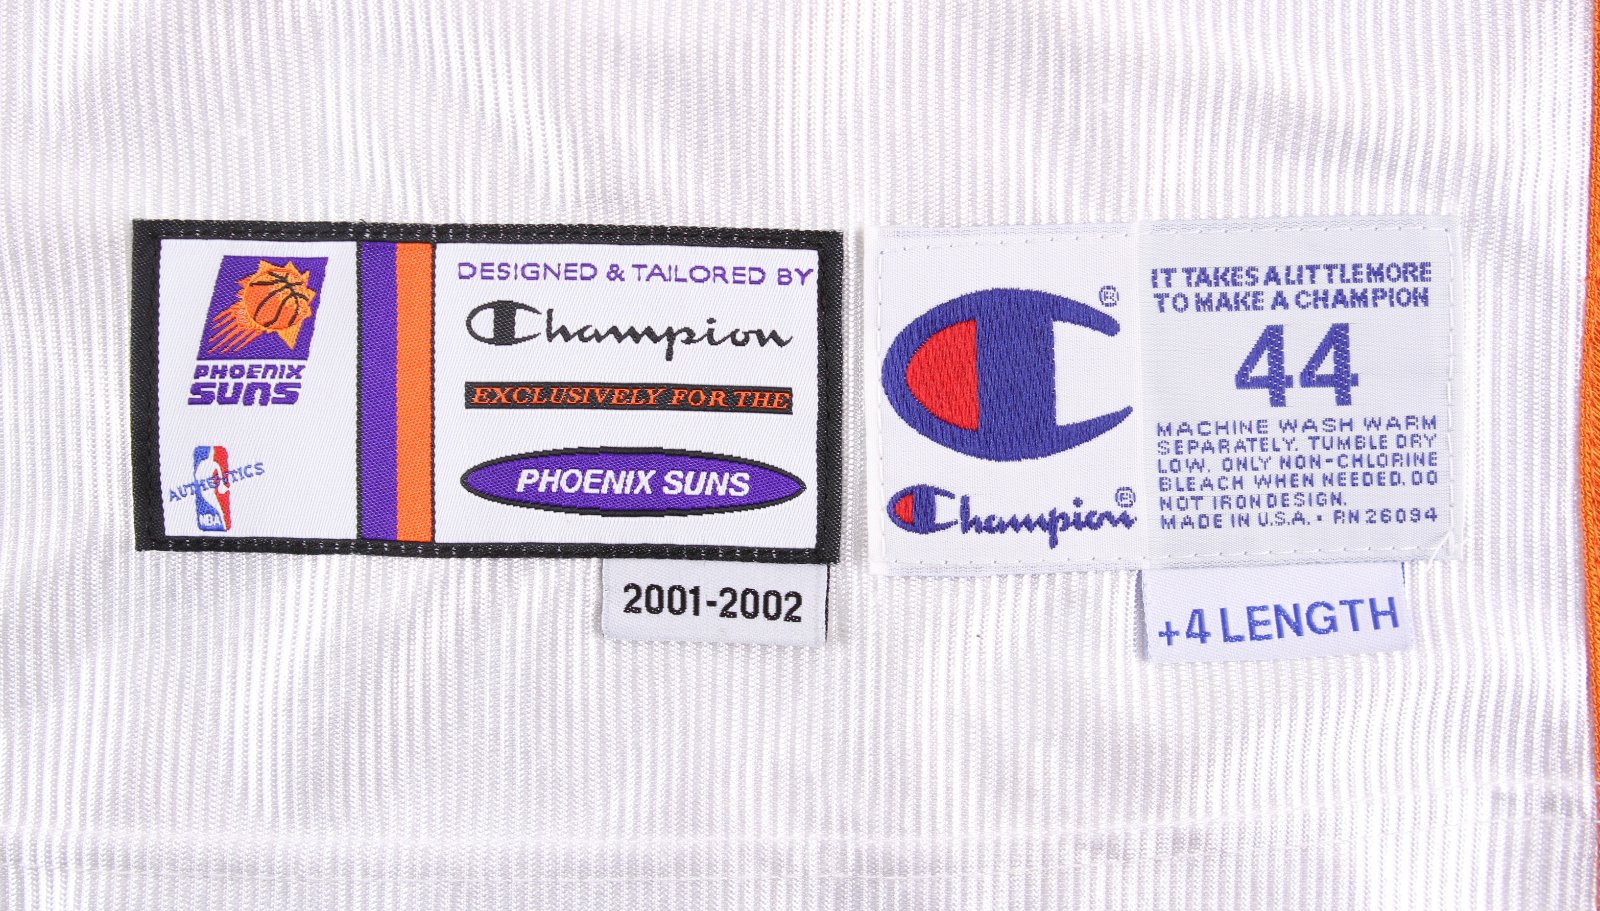 PHOENIX
SUNS
AUTHENTICS
NBA
DESIGNED & TAILORED BY
Champion
EXCLUSIVELY FOR THE
PHOENIX SUNS
2001-2002
®
Champion®
IT TAKES A LITTLE MORE
TO MAKE A CHAMPION
44
MACHINE WASH WARM
SEPARATELY. TUMBLE DRY
LOW. ONLY NON-CHLORINE
BLEACH WHEN NEEDED. DO
NOT IRON DESIGN.
MADE IN U.S.A. • RN 26094
+4 LENGTH